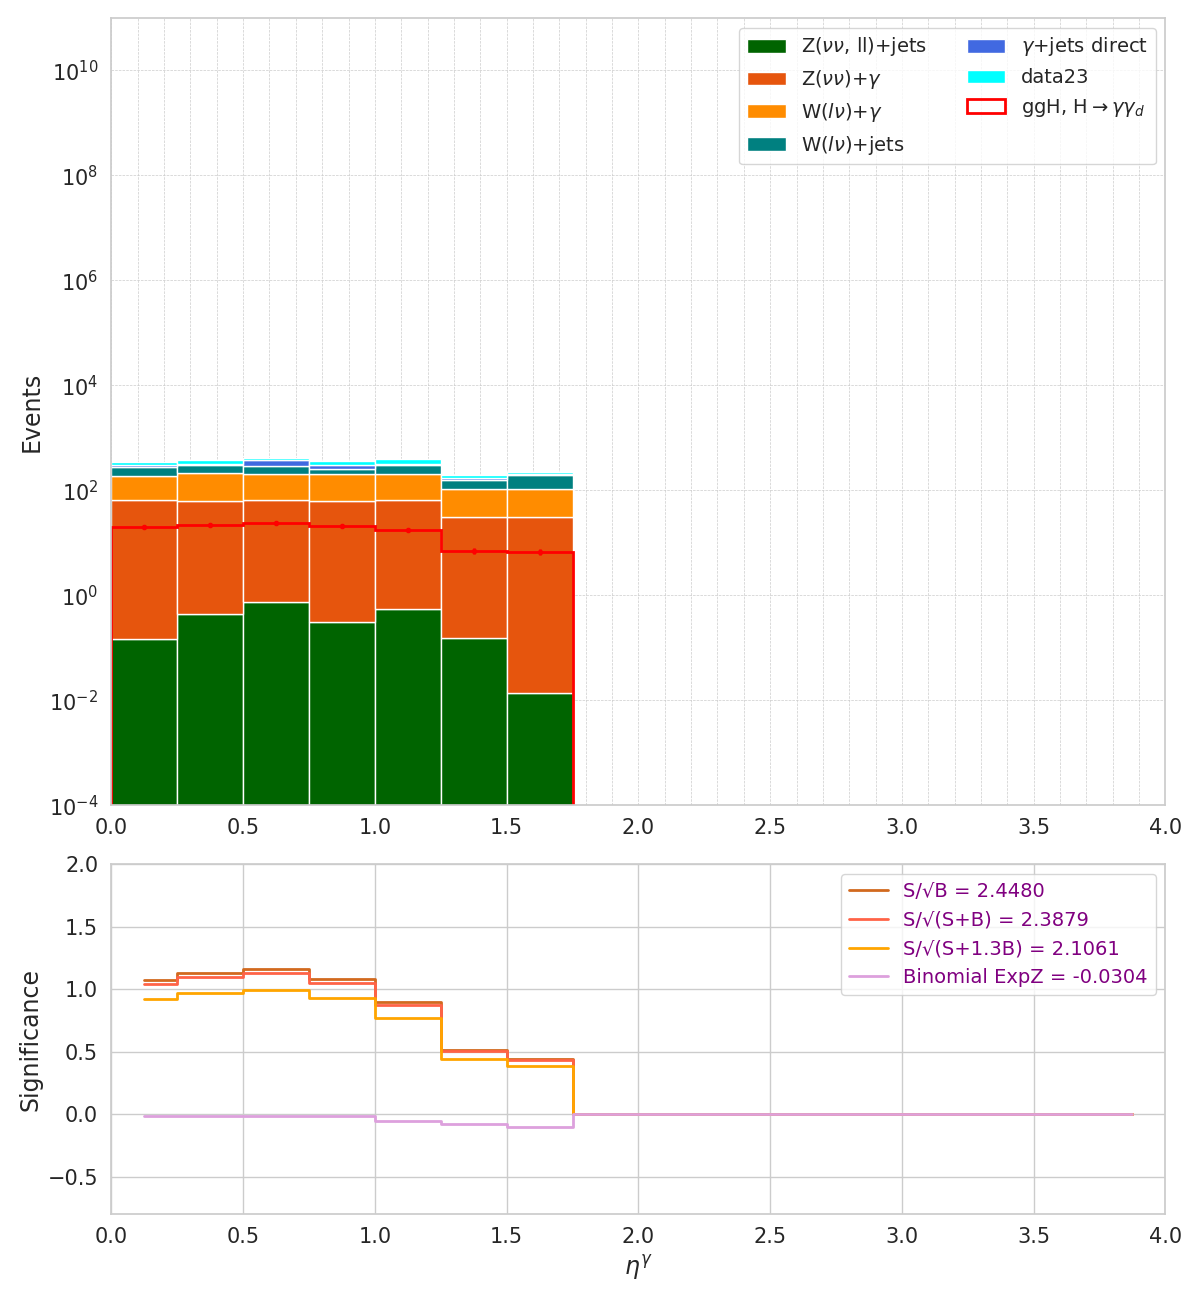 Z(νν, ll)+jets
Z(νν)+γ
W(lν)+γ
W(lν)+jets
γ+jets direct
data23
ggH, H→γγ_d
10^10
10^8
10^6
10^4
10^2
10^0
10^−2
10^−4
Events
0.0 0.5 1.0 1.5 2.0 2.5 3.0 3.5 4.0
S/√B = 2.4480
S/√(S+B) = 2.3879
S/√(S+1.3B) = 2.1061
Binomial ExpZ = -0.0304
2.0
1.5
1.0
0.5
0.0
−0.5
Significance
0.0 0.5 1.0 1.5 2.0 2.5 3.0 3.5 4.0
η^γ